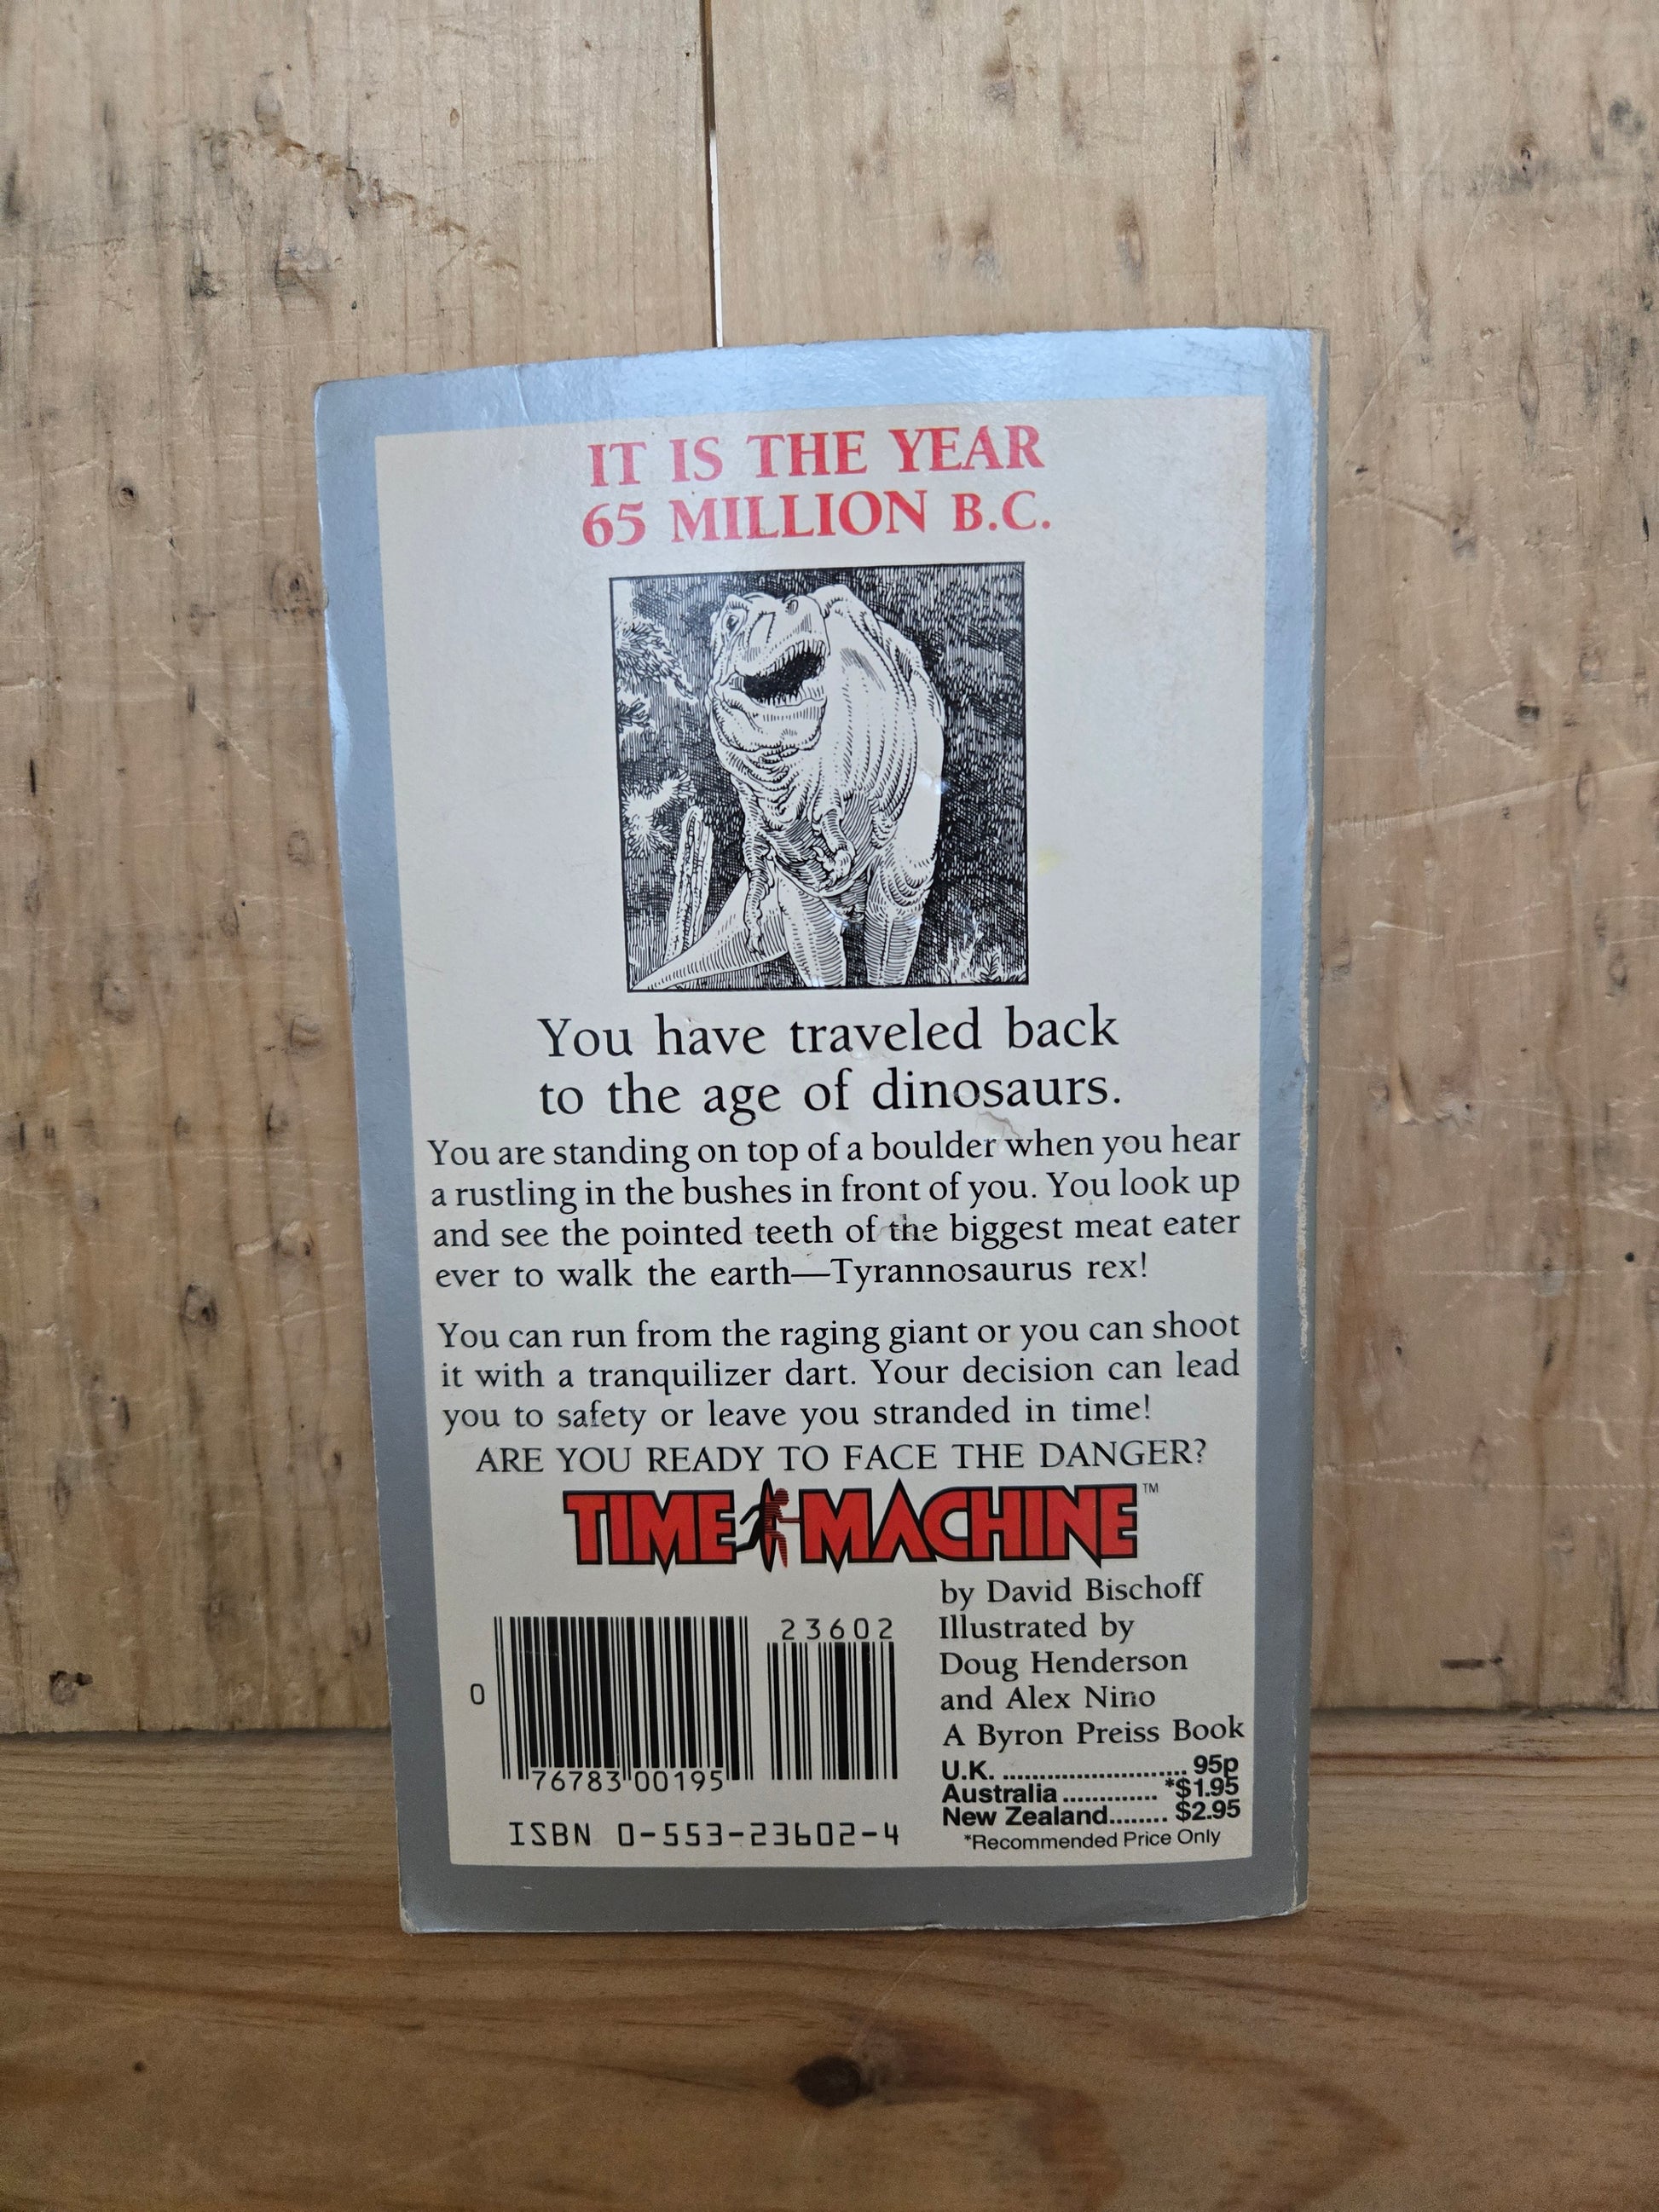 IT IS THE YEAR
65 MILLION B.C.
You have traveled back
to the age of dinosaurs.
You are standing on top of a boulder when you hear
a rustling in the bushes in front of you. You look up
and see the pointed teeth of the biggest meat eater
ever to walk the earth—Tyrannosaurus rex!
You can run from the raging giant or you can shoot
it with a tranquilizer dart. Your decision can lead
you to safety or leave you stranded in time!
ARE YOU READY TO FACE THE DANGER?
TIME MACHINE™
by David Bischoff
Illustrated by
Doug Henderson
and Alex Nino
A Byron Preiss Book
U.K. .......................... 95p
Australia ............. *$1.95
New Zealand........ $2.95
*Recommended Price Only
23602
0 76783 00195
ISBN 0-553-23602-4